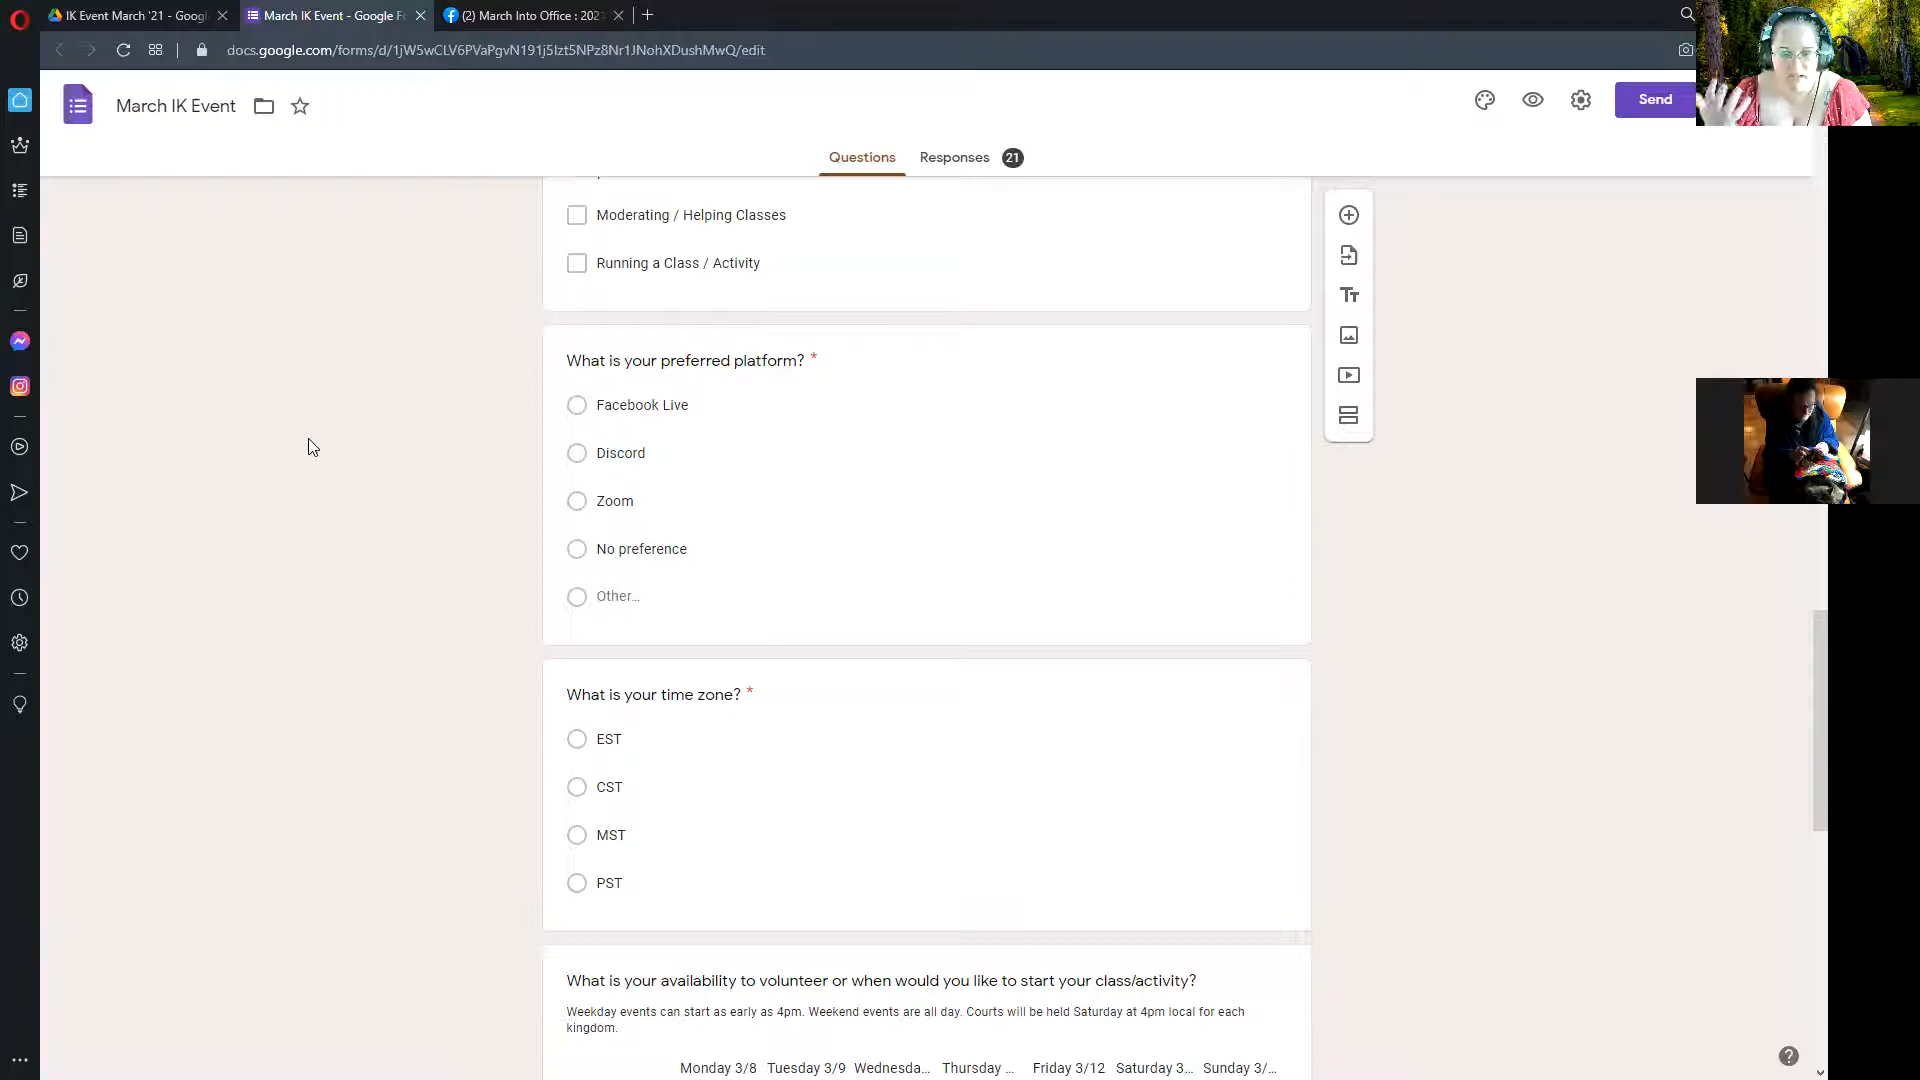 IK Event March '21 - Googl
March IK Event - Google Fo
(2) March Into Office : 2021
docs.google.com/forms/d/1jW5wCLV6PVaPgvN191j5Izt5NPz8Nr1JNohXDushMwQ/edit
March IK Event
Send
Questions
Responses 21
Moderating / Helping Classes
Running a Class / Activity
What is your preferred platform? *
Facebook Live
Discord
Zoom
No preference
Other...
What is your time zone? *
EST
CST
MST
PST
What is your availability to volunteer or when would you like to start your class/activity?
Weekday events can start as early as 4pm. Weekend events are all day. Courts will be held Saturday at 4pm local for each
kingdom.
Monday 3/8 Tuesday 3/9 Wednesda... Thursday ... Friday 3/12 Saturday 3... Sunday 3/...